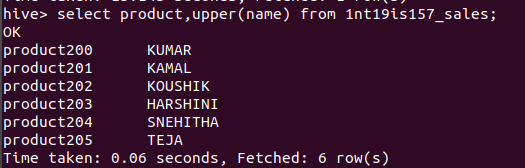 hive> select product,upper(name) from 1nt19is157_sales;
OK
product200 KUMAR
product201 KAMAL
product202 KOUSHIK
product203 HARSHINI
product204 SNEHITHA
product205 TEJA
Time taken: 0.06 seconds, Fetched: 6 row(s)